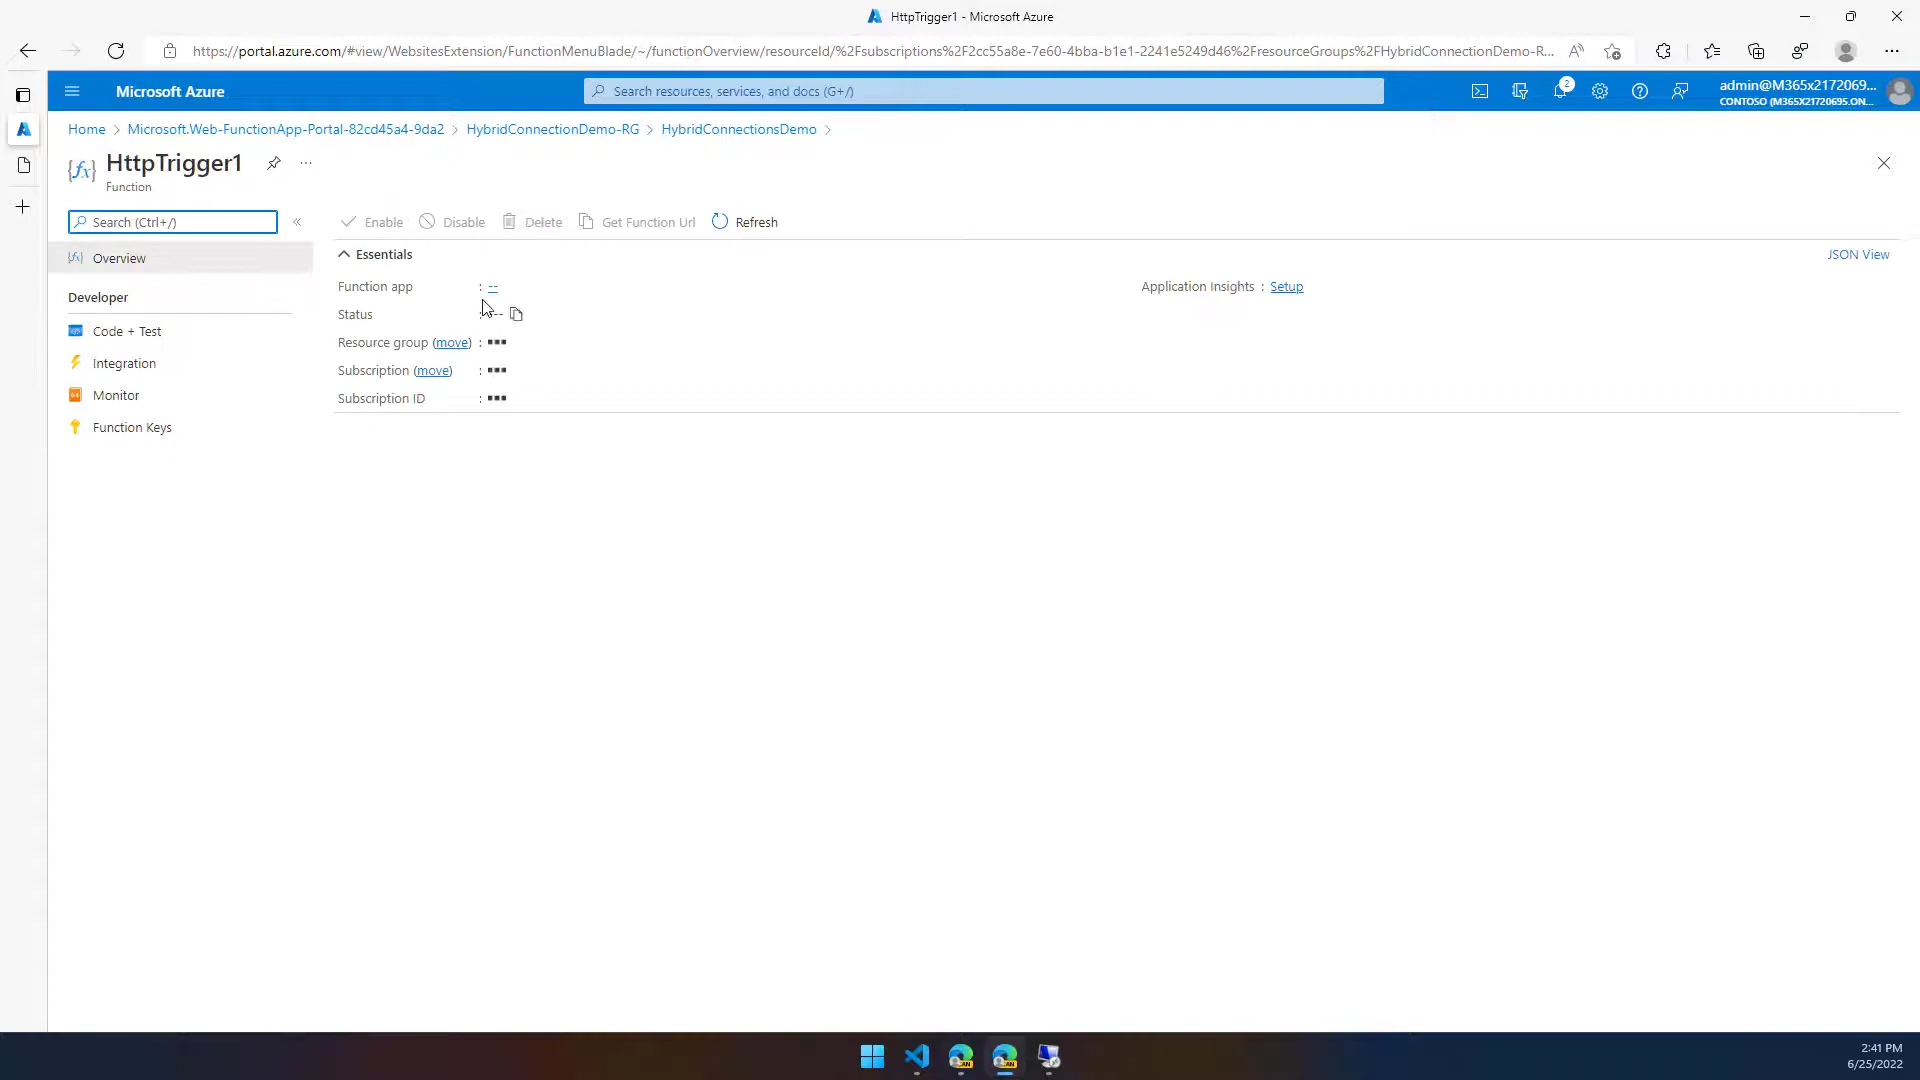 HttpTrigger1 - Microsoft Azure
https://portal.azure.com/#view/WebsitesExtension/FunctionMenuBlade/~/functionOverview/resourceId/%2Fsubscriptions%2F2cc55a8e-7e60-4bba-b1e1-2241e5249d46%2FresourceGroups%2FHybridConnectionDemo-R...
Microsoft Azure
Search resources, services, and docs (G+/)
2
admin@M365x2172069...
CONTOSO (M365X21720695.ON...
Home > Microsoft.Web-FunctionApp-Portal-82cd45a4-9da2 > HybridConnectionDemo-RG > HybridConnectionsDemo >
{fx} HttpTrigger1 ...
Function
Search (Ctrl+/) «
Enable Disable Delete Get Function Url Refresh
Overview
Developer
Code + Test
Integration
Monitor
Function Keys
Essentials
JSON View
Function app : --
Status : --
Resource group (move) :
Subscription (move) :
Subscription ID :
Application Insights : Setup
2:41 PM
6/25/2022